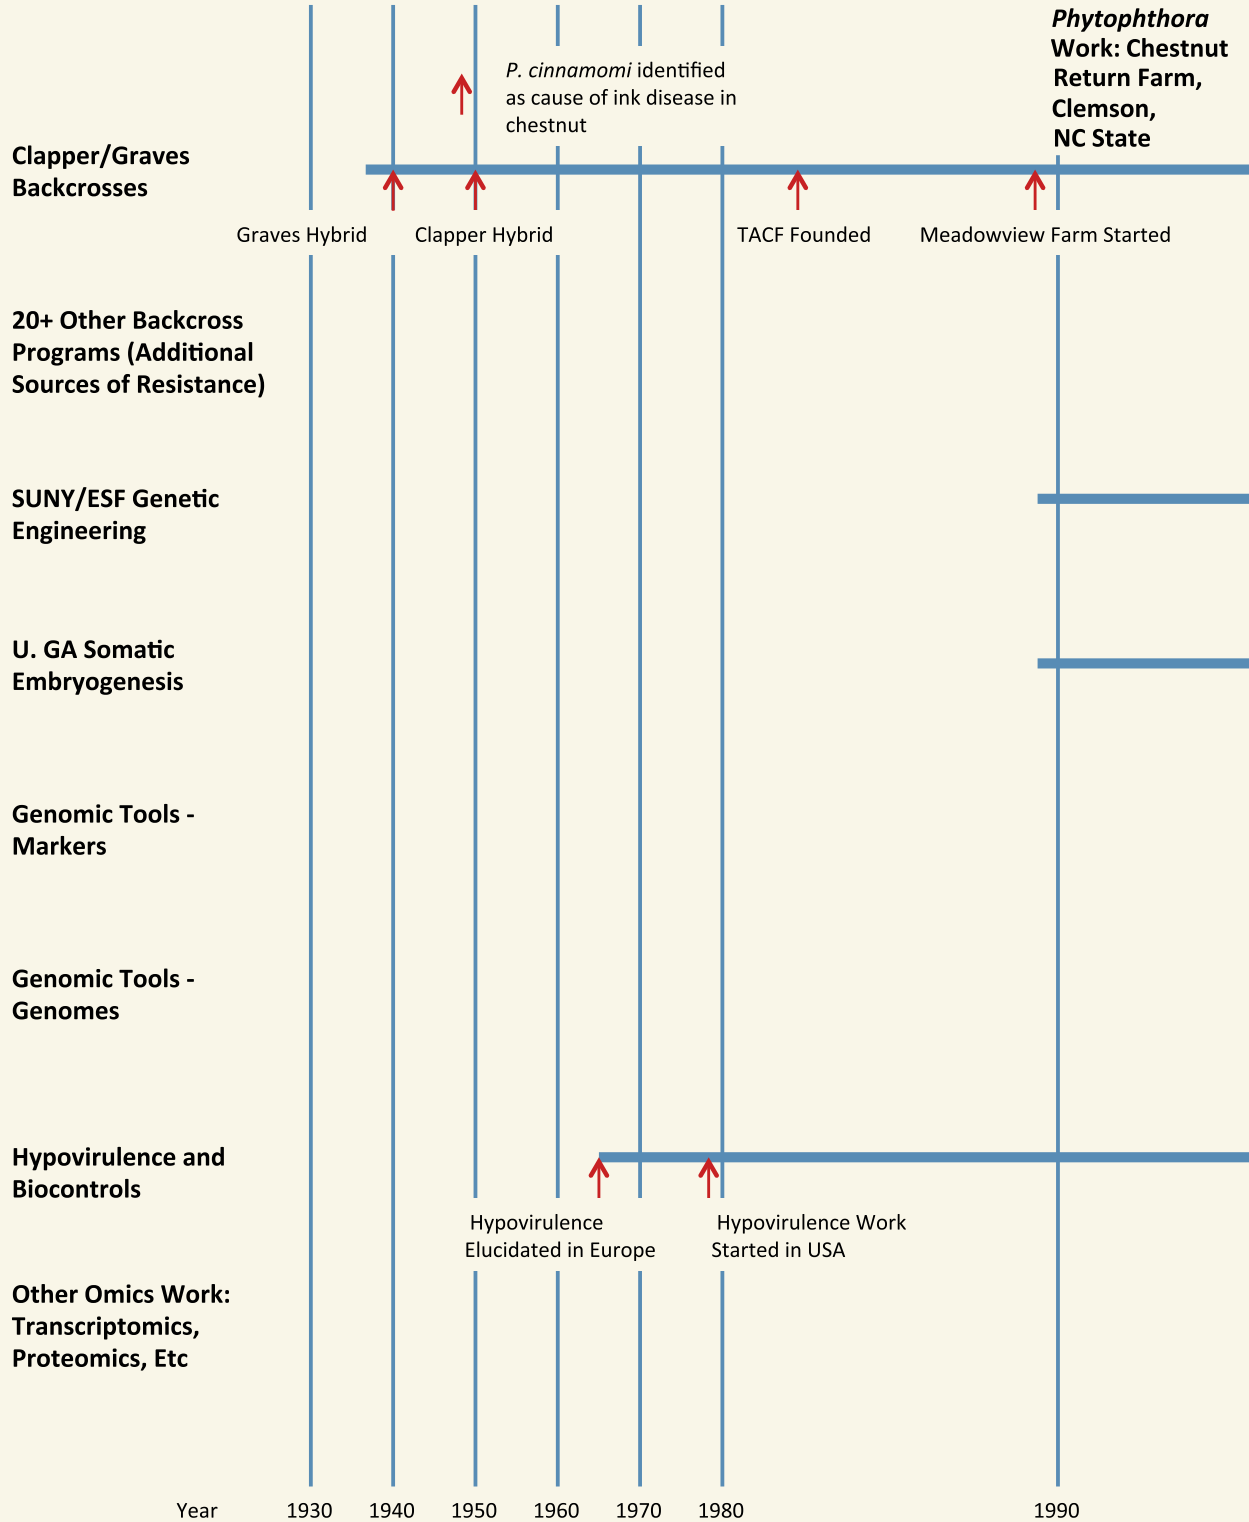 Phytophthora
Work: Chestnut
Return Farm,
Clemson,
NC State
P. cinnamomi identified
as cause of ink disease in
chestnut
Clapper/Graves
Backcrosses
Graves Hybrid
Clapper Hybrid
TACF Founded
Meadowview Farm Started
20+ Other Backcross
Programs (Additional
Sources of Resistance)
SUNY/ESF Genetic
Engineering
U. GA Somatic
Embryogenesis
Genomic Tools -
Markers
Genomic Tools -
Genomes
Hypovirulence and
Biocontrols
Hypovirulence
Elucidated in Europe
Hypovirulence Work
Started in USA
Other Omics Work:
Transcriptomics,
Proteomics, Etc
Year 1930 1940 1950 1960 1970 1980 1990